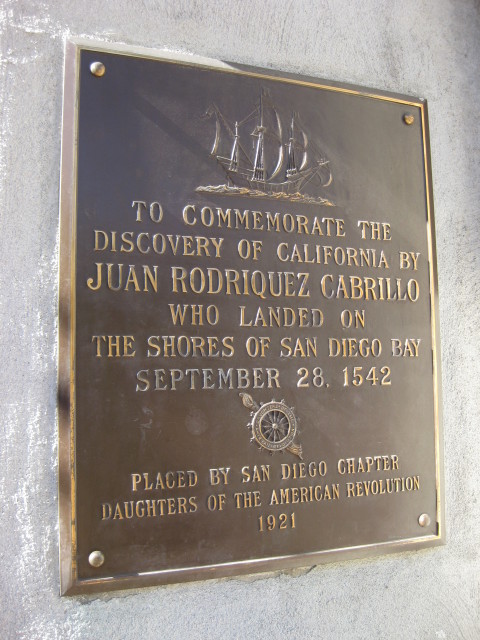 TO COMMEMORATE THE
DISCOVERY OF CALIFORNIA BY
JUAN RODRIQUEZ CABRILLO
WHO LANDED ON
THE SHORES OF SAN DIEGO BAY
SEPTEMBER 28, 1542
PLACED BY SAN DIEGO CHAPTER
DAUGHTERS OF THE AMERICAN REVOLUTION
1921